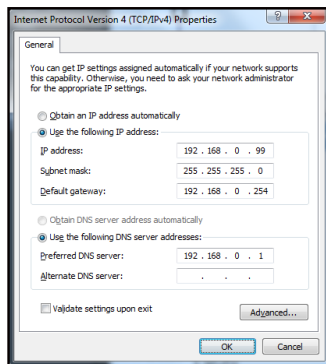 Internet Protocol Version 4 (TCP/IPv4) Properties
General
You can get IP settings assigned automatically if your network supports
this capability. Otherwise, you need to ask your network administrator
for the appropriate IP settings.
Obtain an IP address automatically
Use the following IP address:
IP address: 192 . 168 . 0 . 99
Subnet mask: 255 . 255 . 255 . 0
Default gateway: 192 . 168 . 0 . 254
Obtain DNS server address automatically
Use the following DNS server addresses:
Preferred DNS server: 192 . 168 . 0 . 1
Alternate DNS server: . . .
Validate settings upon exit
Advanced...
OK Cancel